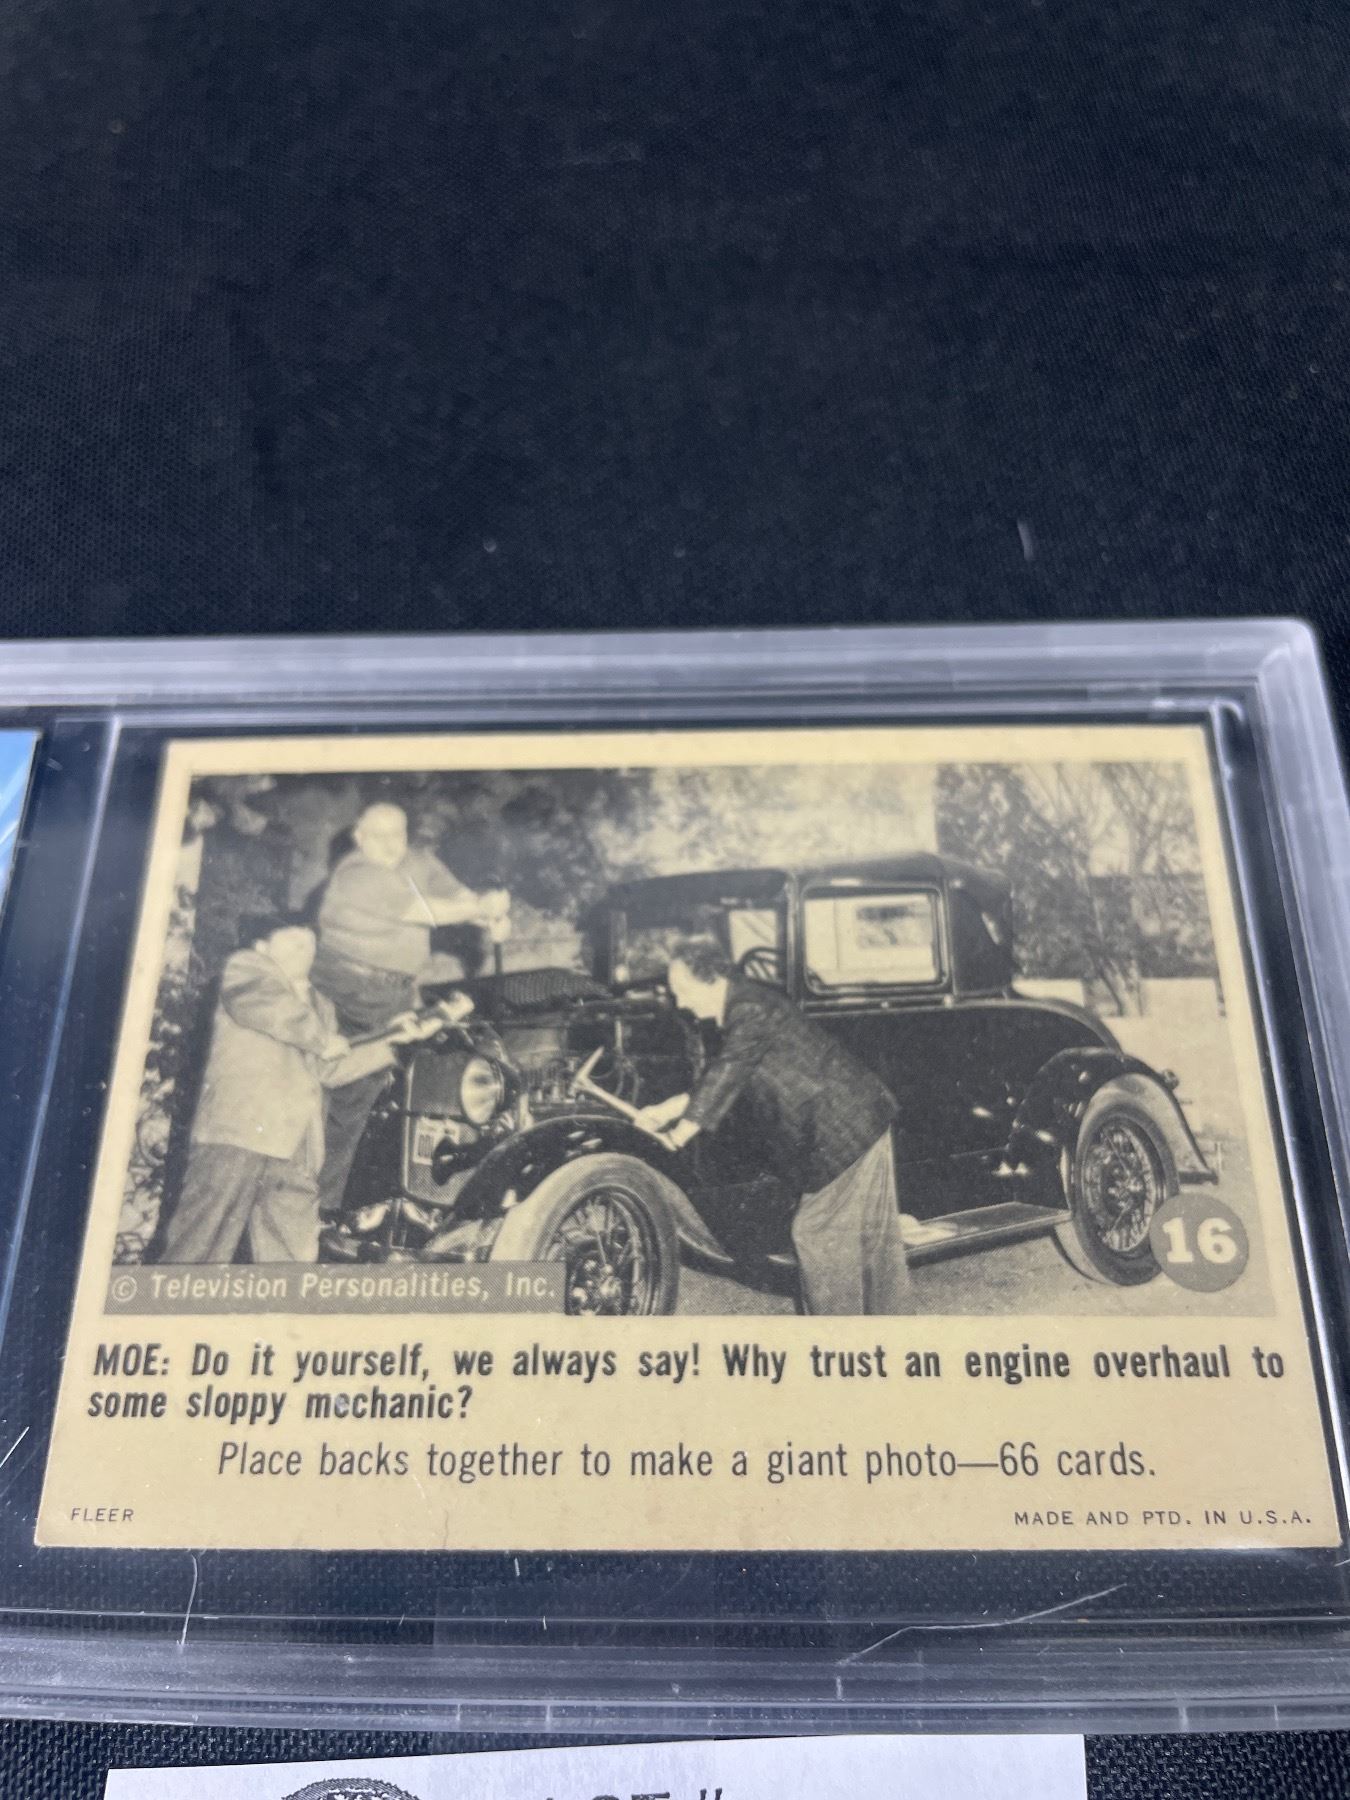 16
© Television Personalities, Inc.
MOE: Do it yourself, we always say! Why trust an engine overhaul to
some sloppy mechanic?
Place backs together to make a giant photo—66 cards.
FLEER
MADE AND PTD. IN U.S.A.